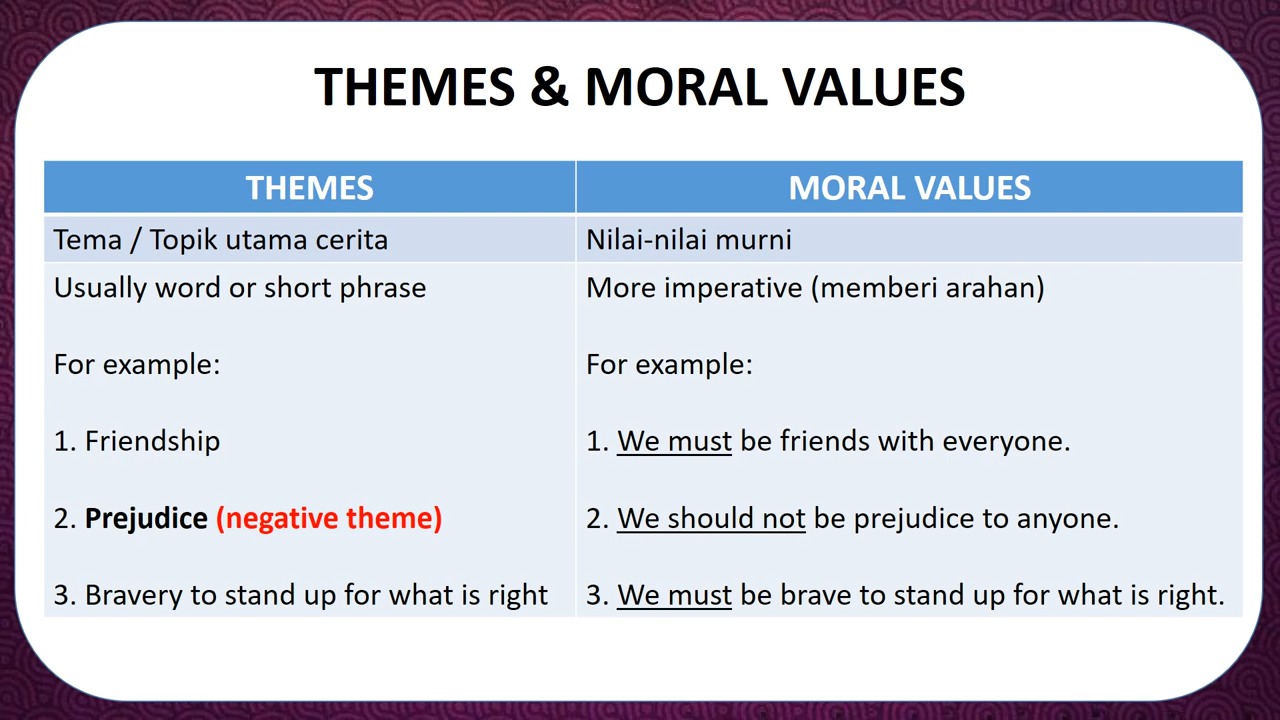 THEMES & MORAL VALUES
THEMES
MORAL VALUES
Tema / Topik utama cerita
Nilai-nilai murni
Usually word or short phrase
For example:
1. Friendship
2. Prejudice (negative theme)
3. Bravery to stand up for what is right
More imperative (memberi arahan)
For example:
1. We must be friends with everyone.
2. We should not be prejudice to anyone.
3. We must be brave to stand up for what is right.